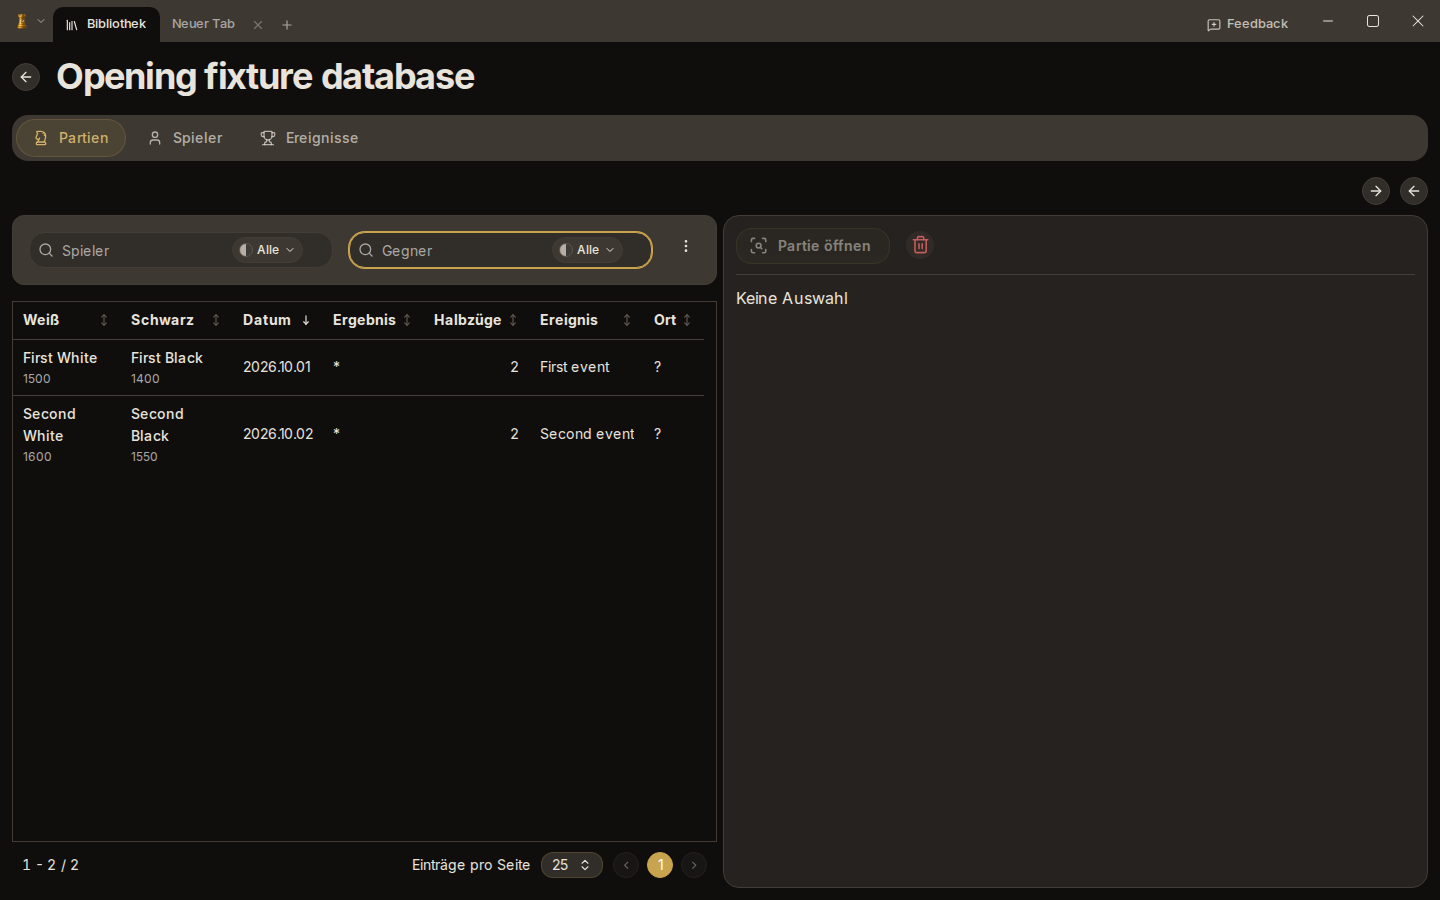 Bibliothek
Neuer Tab
Feedback
Opening fixture database
Partien
Spieler
Ereignisse
Spieler
Alle
Gegner
Alle
Partie öffnen
Keine Auswahl
Weiß Schwarz Datum Ergebnis Halbzüge Ereignis Ort
First White First Black 2026.10.01 * 2 First event ?
1500 1400
Second White Second Black 2026.10.02 * 2 Second event ?
1600 1550
1 - 2 / 2
Einträge pro Seite
25
1